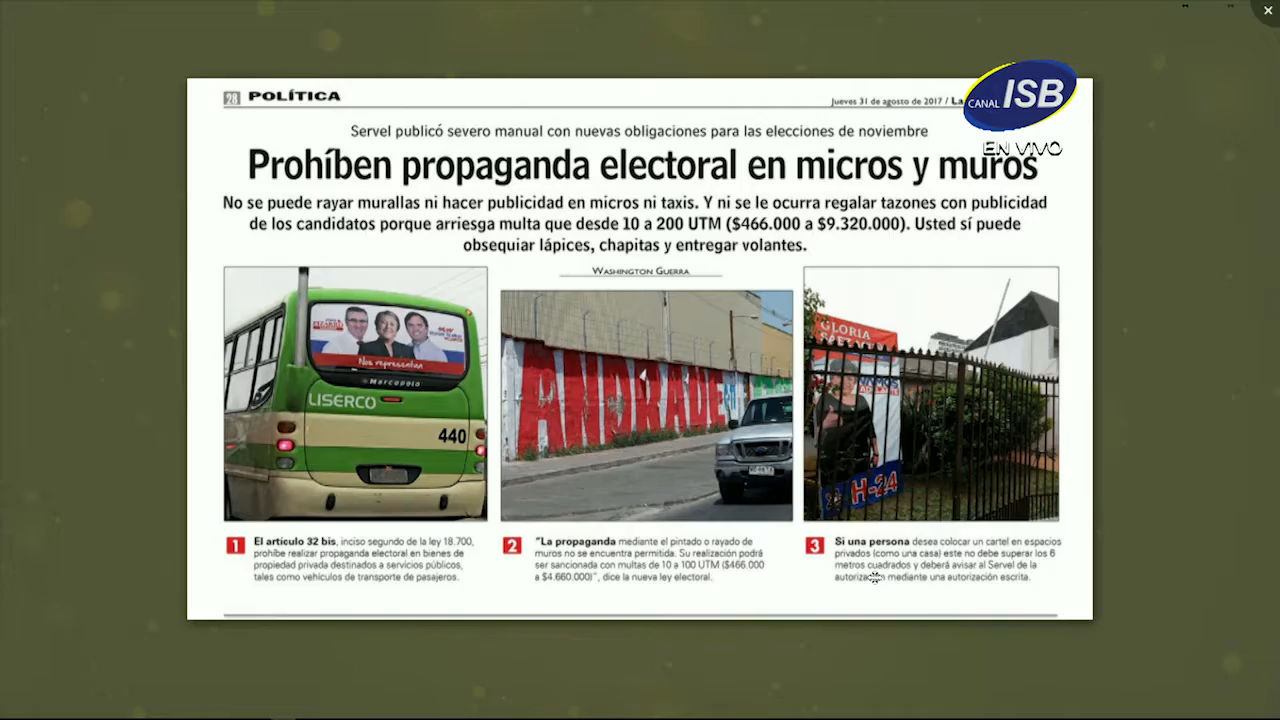 28 POLÍTICA
Jueves 31 de agosto de 2017 / La
CANAL ISB
EN VIVO
Servel publicó severo manual con nuevas obligaciones para las elecciones de noviembre
Prohíben propaganda electoral en micros y muros
No se puede rayar murallas ni hacer publicidad en micros ni taxis. Y ni se le ocurra regalar tazones con publicidad
de los candidatos porque arriesga multa que desde 10 a 200 UTM ($466.000 a $9.320.000). Usted sí puede
obsequiar lápices, chapitas y entregar volantes.
WASHINGTON GUERRA
Nos representan
Marcopolo
LISERCO
440
ANDRADE
GLORIA
H-24
1 El artículo 32 bis, inciso segundo de la ley 18.700,
prohíbe realizar propaganda electoral en bienes de
propiedad privada destinados a servicios públicos,
tales como vehículos de transporte de pasajeros.
2 "La propaganda mediante el pintado o rayado de
muros no se encuentra permitida. Su realización podrá
ser sancionada con multas de 10 a 100 UTM ($466.000
a $4.660.000)", dice la nueva ley electoral.
3 Si una persona desea colocar un cartel en espacios
privados (como una casa) este no debe superar los 6
metros cuadrados y deberá avisar al Servel de la
autorización mediante una autorización escrita.